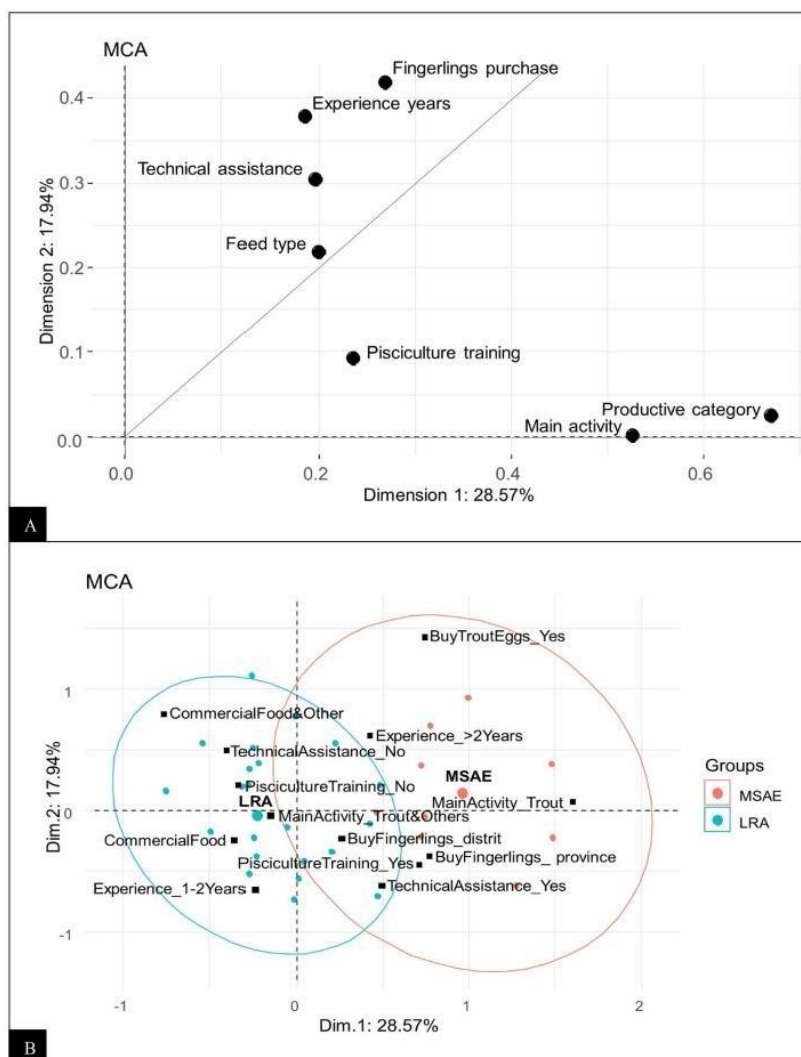 MCA
Fingerlings purchase
0.4
Experience years
Technical assistance
0.3
Feed type
0.2
Pisciculture training
0.1
Productive category
Main activity
0.0
0.0 0.2 0.4 0.6
Dimension 1: 28.57%
Dimension 2: 17.94%
A
MCA
BuyTroutEggs_Yes
1
CommercialFood&Other
Experience_>2Years
TechnicalAssistance_No
PiscicultureTraining_No
MSAE
LRA
MainActivity_Trout
0
MainActivity_Trout&Others
CommercialFood
BuyFingerlings_distrit
BuyFingerlings_ province
PiscicultureTraining_Yes
Experience_1-2Years
TechnicalAssistance_Yes
-1
-1 0 1 2
Dim.1: 28.57%
Dim.2: 17.94%
Groups
MSAE
LRA
B